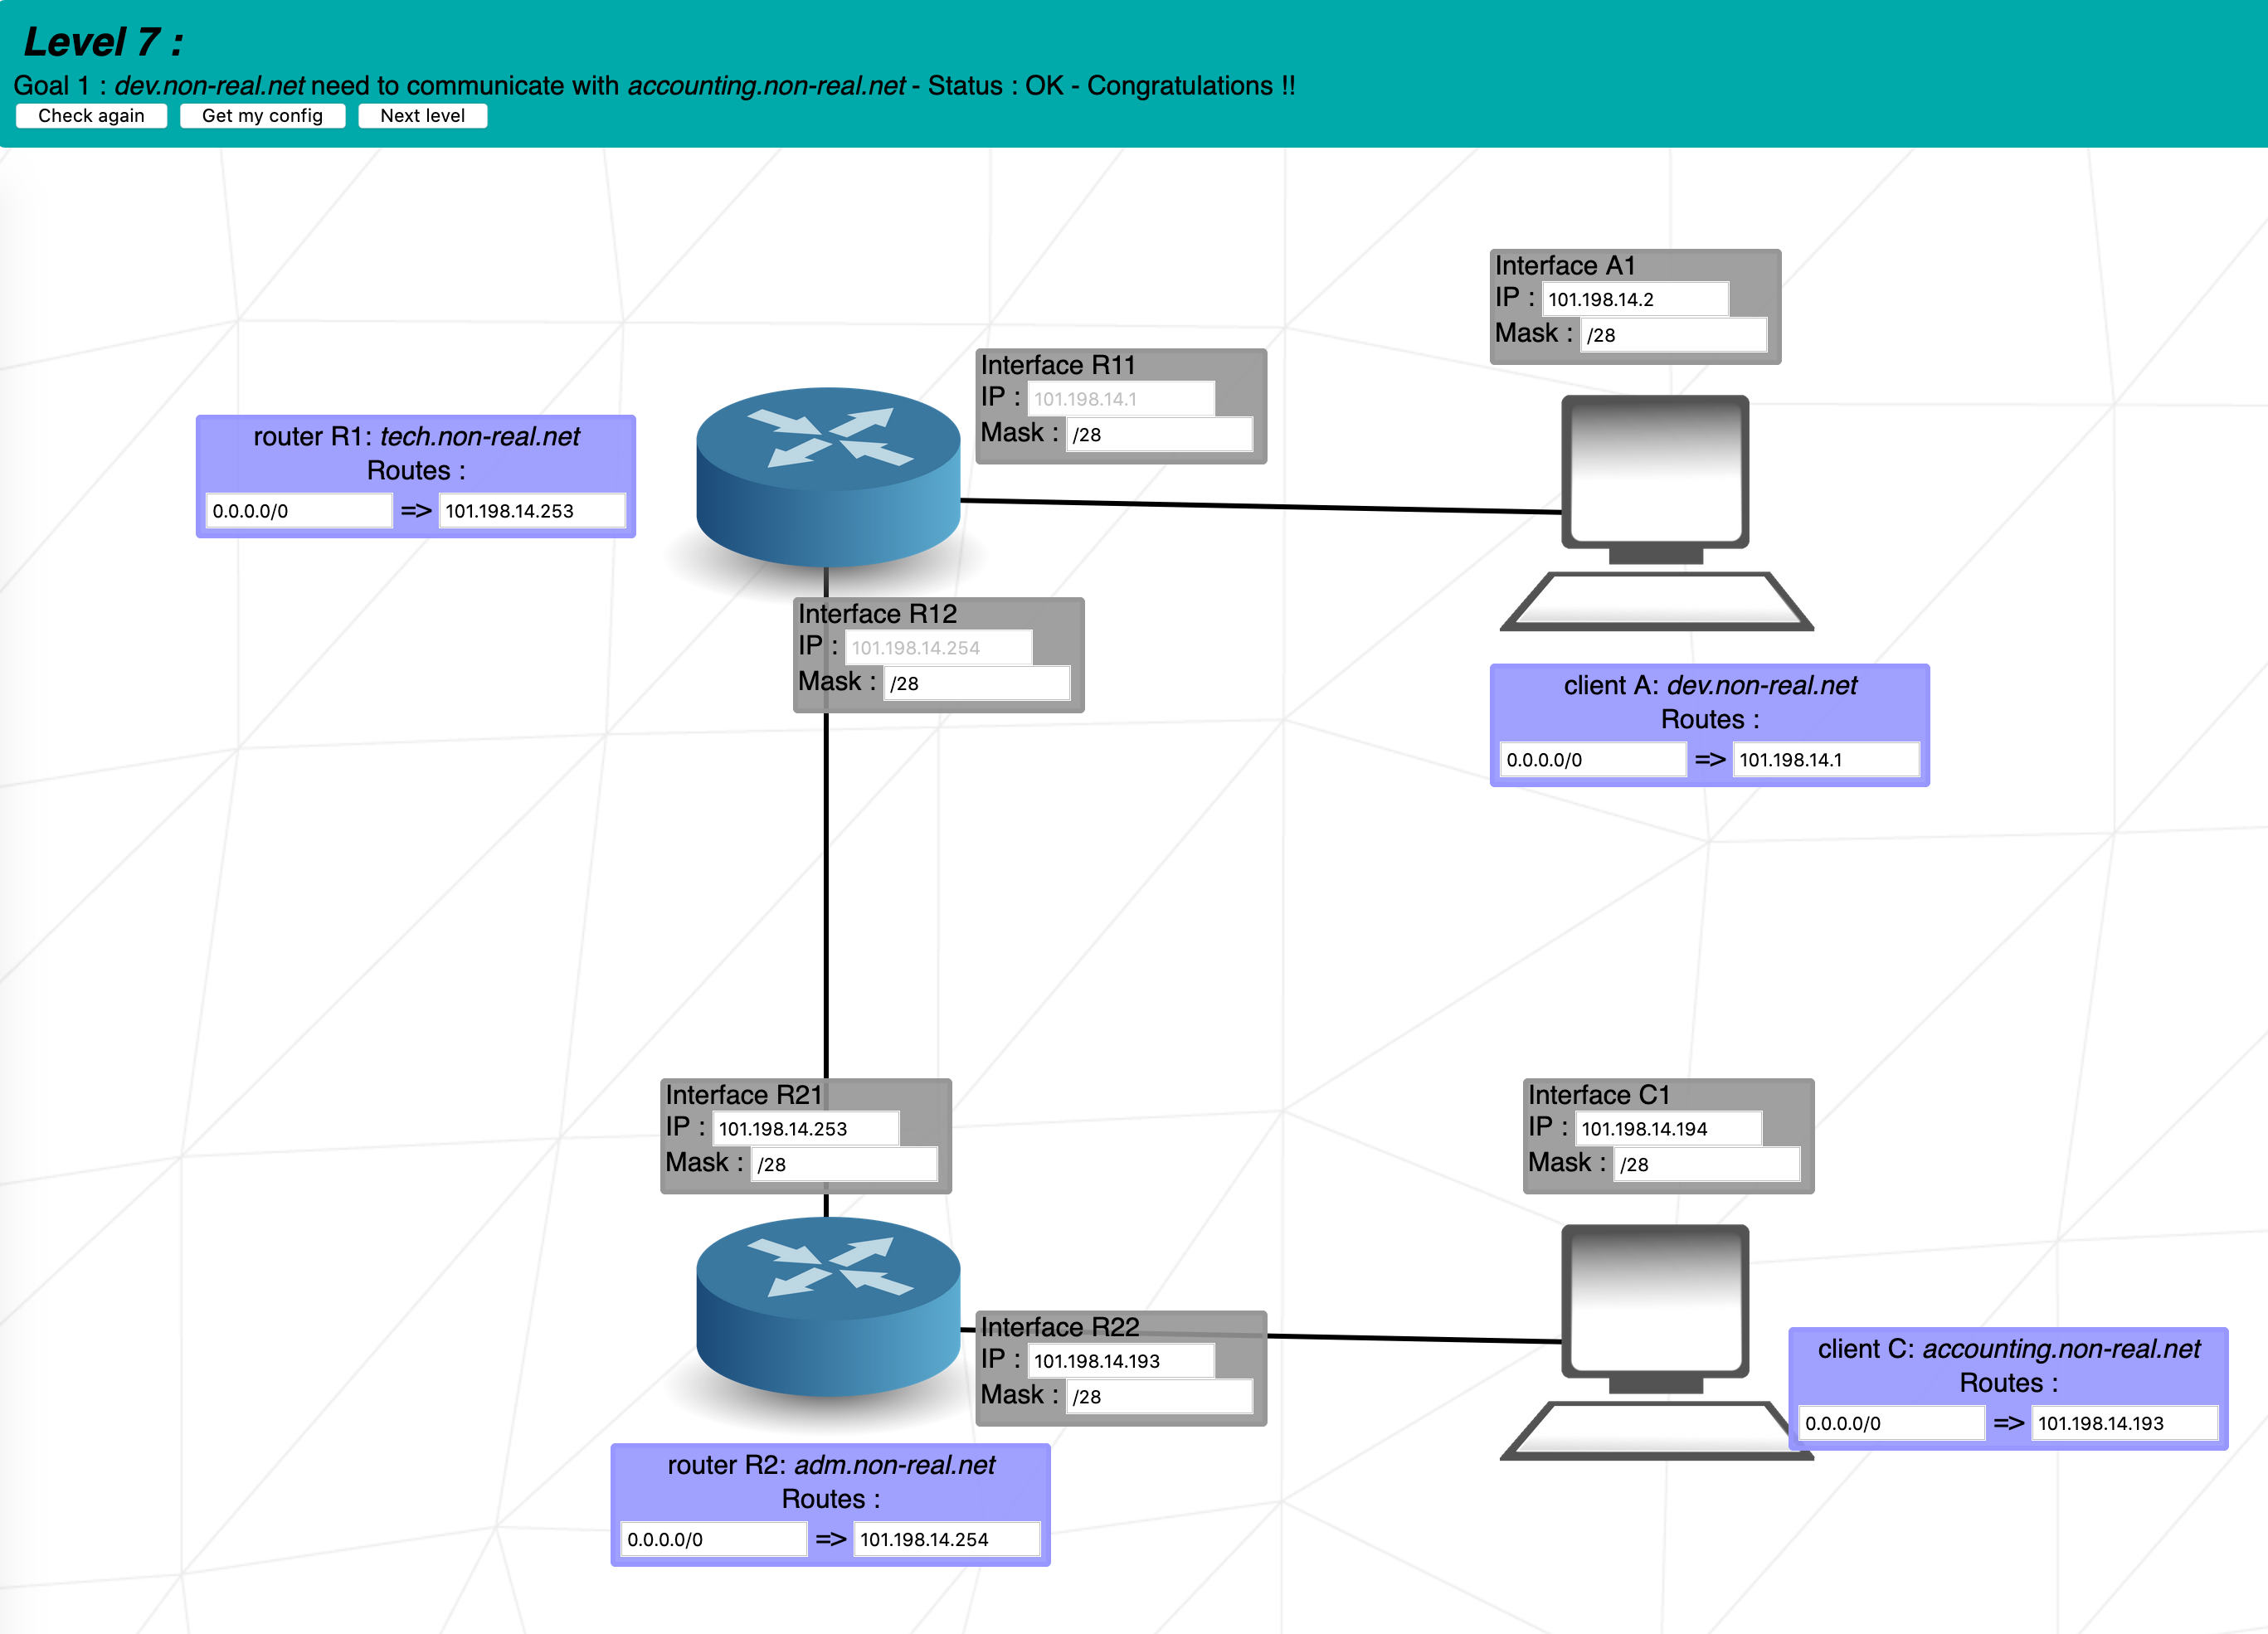 Level 7 :
Goal 1 : dev.non-real.net need to communicate with accounting.non-real.net - Status : OK - Congratulations !!
Check again Get my config Next level
Interface A1
IP : 101.198.14.2
Mask : /28
Interface R11
IP : 101.198.14.1
Mask : /28
router R1: tech.non-real.net
Routes :
0.0.0.0/0 => 101.198.14.253
Interface R12
IP : 101.198.14.254
Mask : /28
client A: dev.non-real.net
Routes :
0.0.0.0/0 => 101.198.14.1
Interface R21
IP : 101.198.14.253
Mask : /28
Interface C1
IP : 101.198.14.194
Mask : /28
Interface R22
IP : 101.198.14.193
Mask : /28
client C: accounting.non-real.net
Routes :
0.0.0.0/0 => 101.198.14.193
router R2: adm.non-real.net
Routes :
0.0.0.0/0 => 101.198.14.254